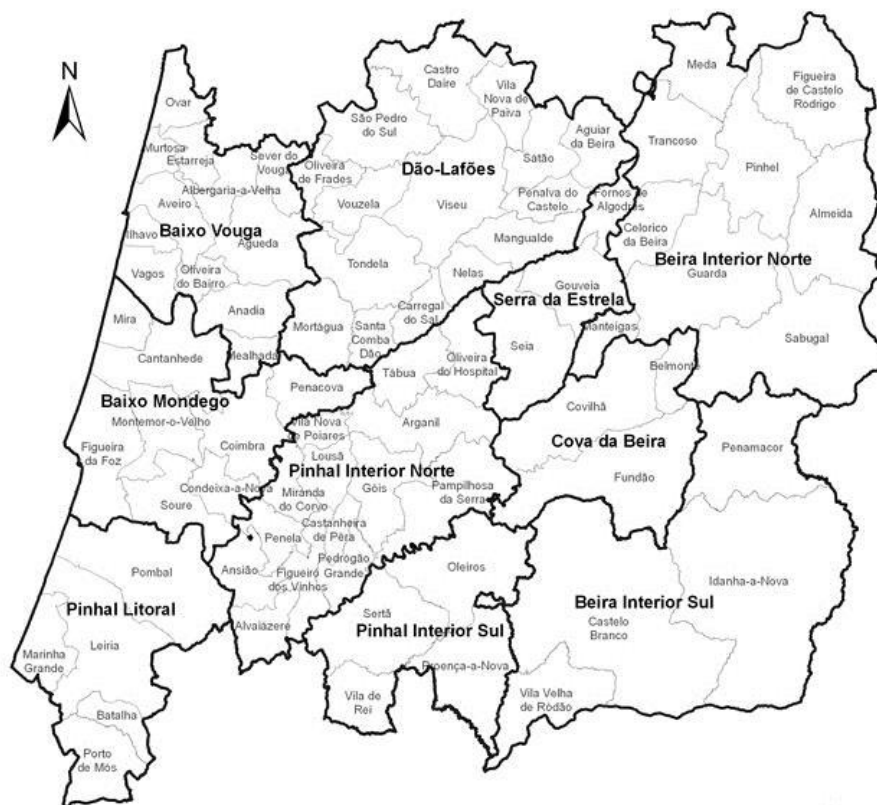 N
Ovar
Murtosa
Estarreja
Sever do
Vouga
Albergaria-a-Velha
Aveiro
Baixo Vouga
Ílhavo
Águeda
Vagos
Oliveira
do Bairro
Anadia
Mealhada
Castro
Daire
Vila
Nova de
Paiva
São Pedro
do Sul
Aguiar
da Beira
Oliveira
de Frades
Dão-Lafões
Satão
Vouzela
Viseu
Penalva do
Castelo
Mangualde
Tondela
Nelas
Mortágua
Santa
Comba
Dão
Carregal
do Sal
Meda
Figueira
de Castelo
Rodrigo
Trancoso
Pinhel
Fornos de
Algodres
Celorico
da Beira
Almeida
Beira Interior Norte
Guarda
Manteigas
Sabugal
Gouveia
Serra da Estrela
Seia
Mira
Cantanhede
Baixo Mondego
Montemor-o-Velho
Figueira
da Foz
Coimbra
Condeixa-a-Nova
Soure
Penacova
Tábua
Oliveira
do Hospital
Vila Nova
de Poiares
Arganil
Lousã
Pinhal Interior Norte
Miranda
do Corvo
Góis
Pampilhosa
da Serra
Castanheira
de Pêra
Penela
Pedrogão
Grande
Ansião
Figueiró
dos Vinhos
Alvaiázere
Belmonte
Covilhã
Cova da Beira
Fundão
Penamacor
Idanha-a-Nova
Beira Interior Sul
Castelo
Branco
Vila Velha
de Ródão
Oleiros
Sertã
Pinhal Interior Sul
Proença-a-Nova
Vila de
Rei
Pombal
Pinhal Litoral
Leiria
Marinha
Grande
Batalha
Porto
de Mós